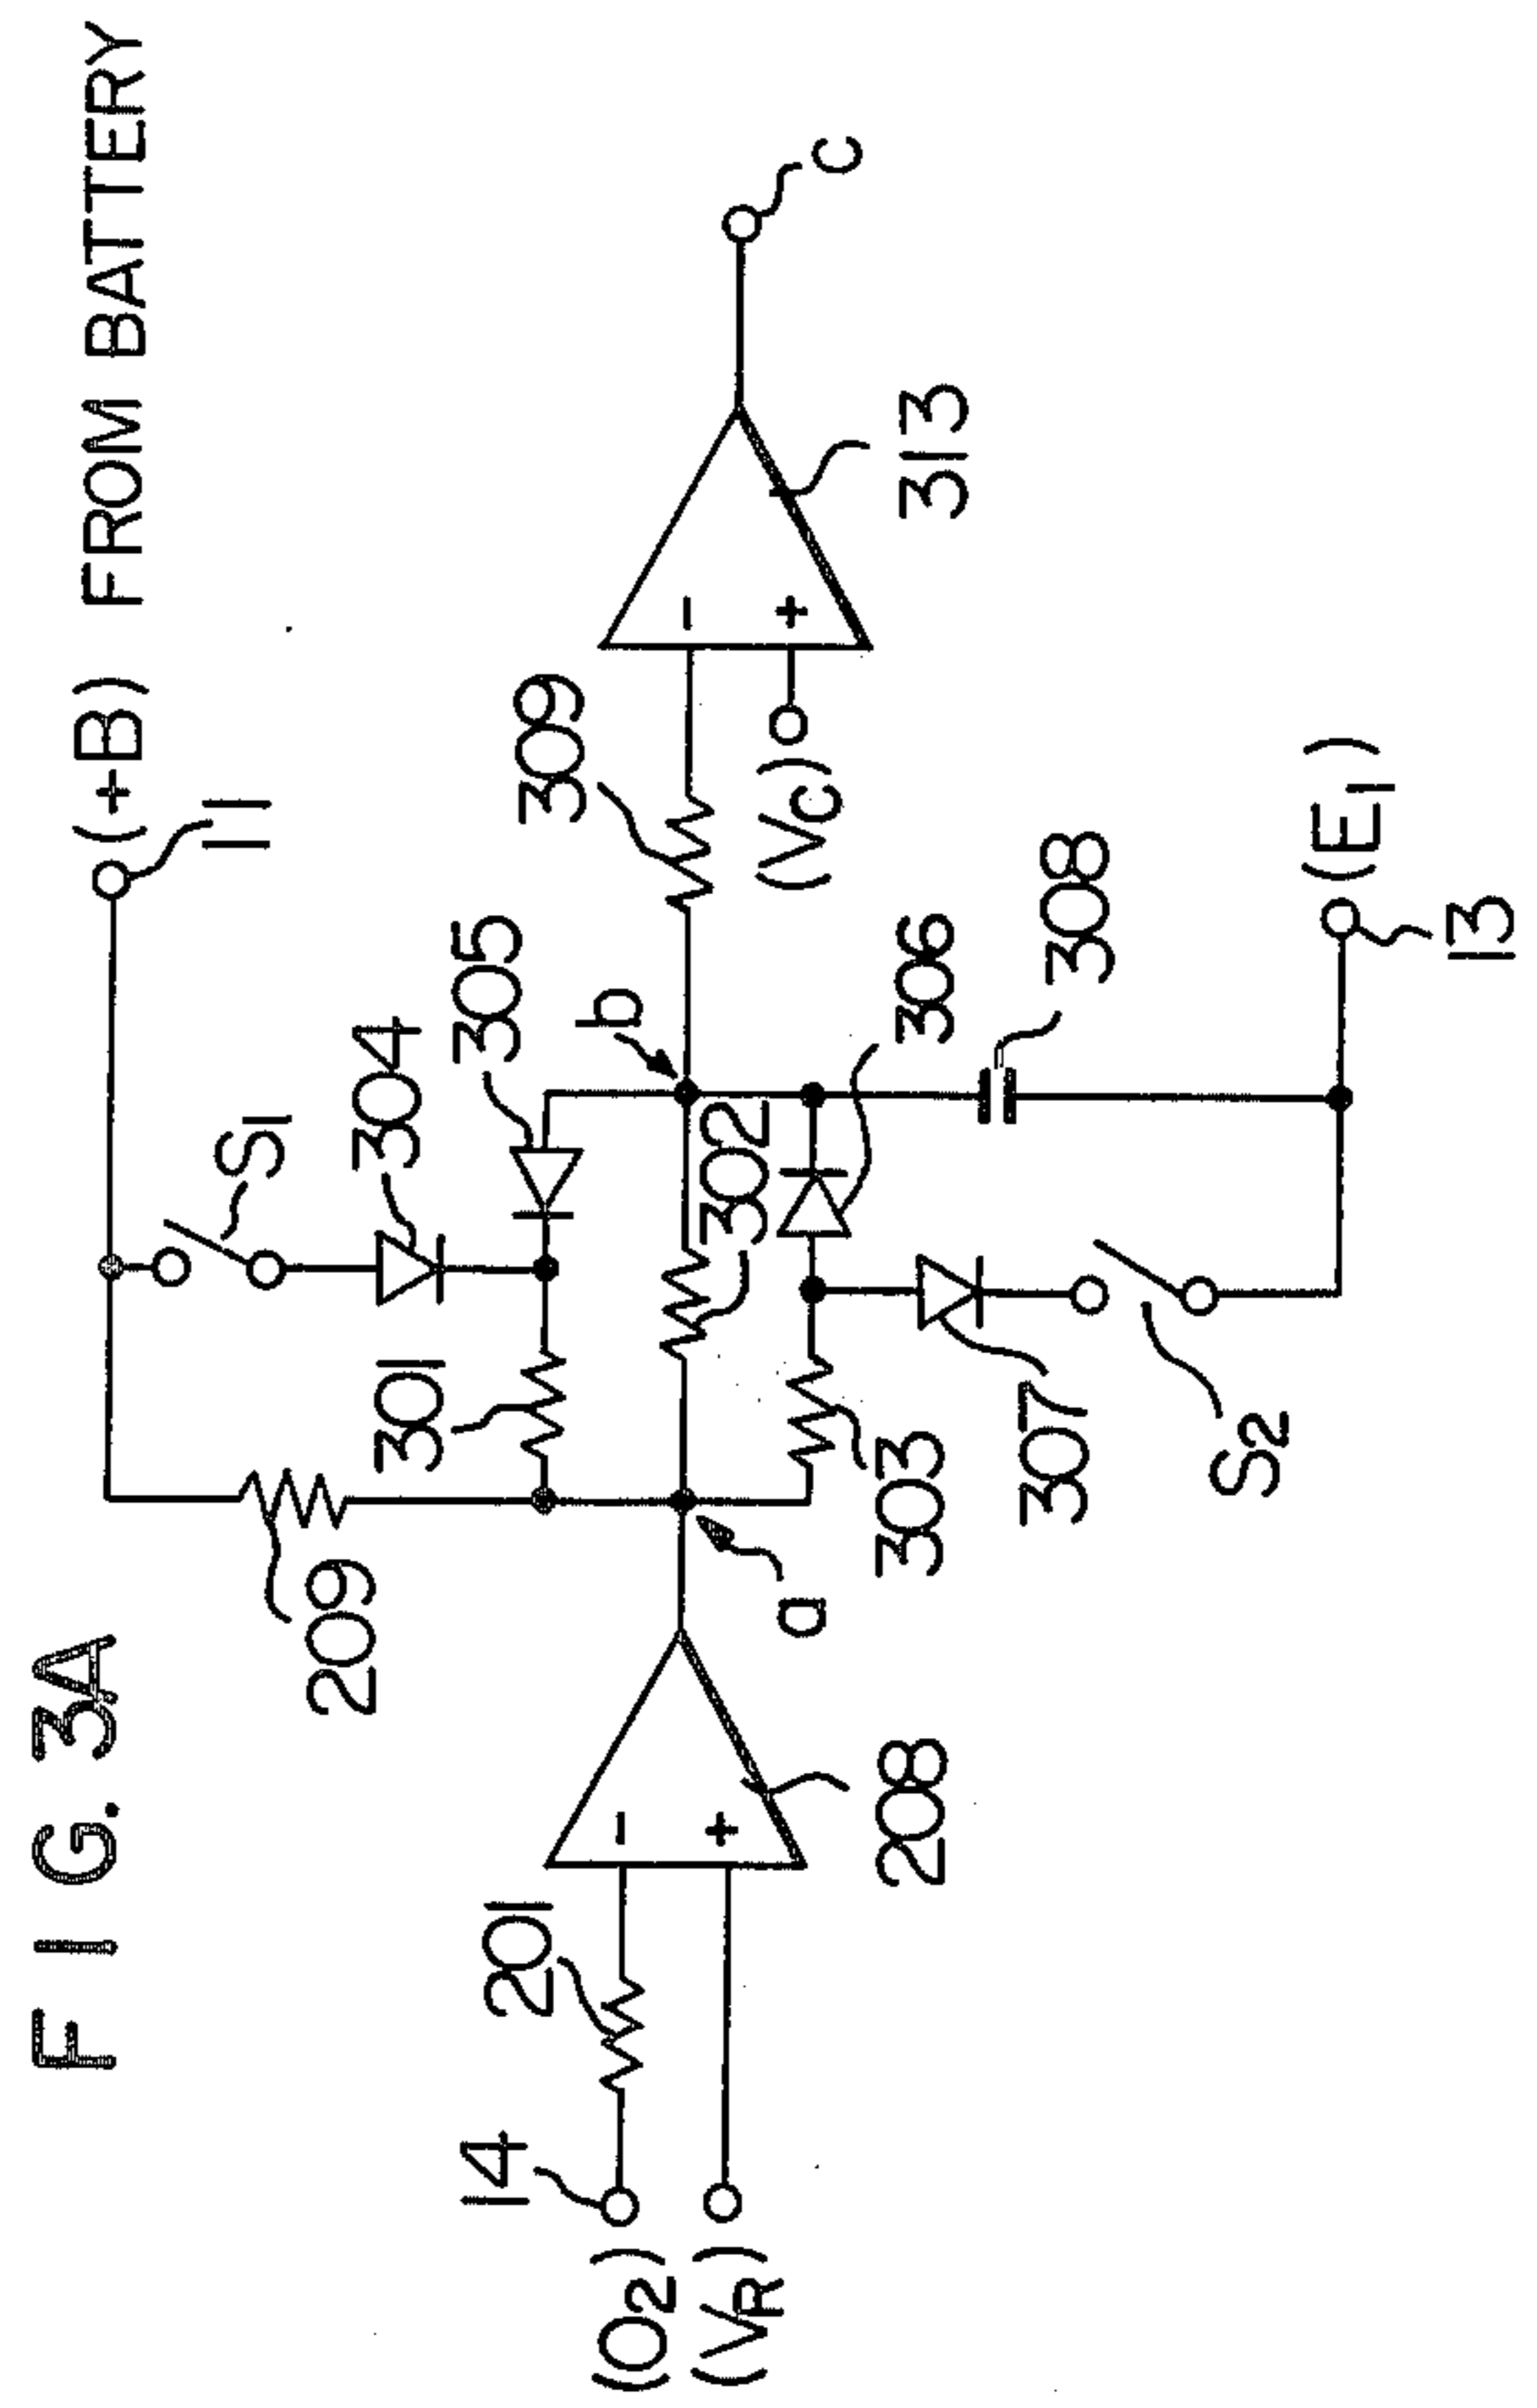 FIG. 3A
(+B) FROM BATTERY
11
S1
304
209
301
305
b
309
313
c
14
201
(O2)
(VR)
208
a
302
303
306
(VC)
307
S2
308
(E1)
13